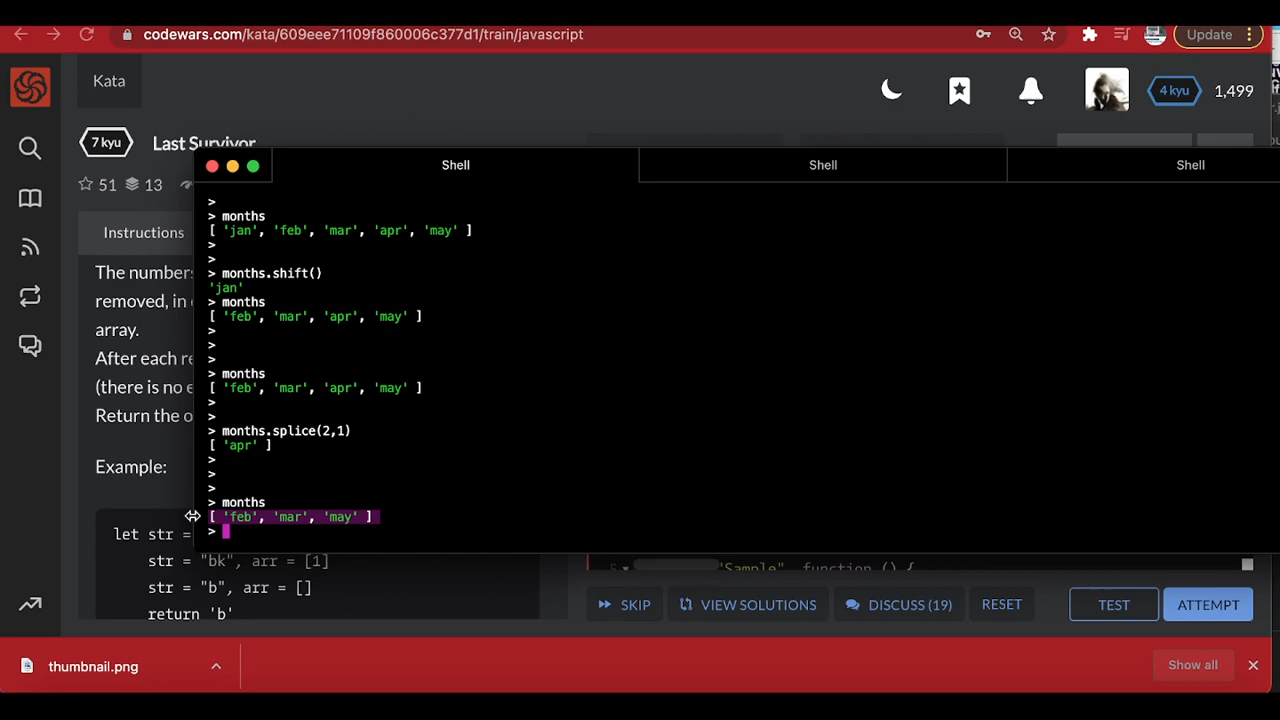 codewars.com/kata/609eee71109f860006c377d1/train/javascript
Update
Kata
4 kyu
1,499
7 kyu
Last Survivor
51
13
Shell
Shell
Shell
Instructions
The numbers
removed, in
array.
After each
(there is no
Return the
Example:
let str =
str = "bk", arr = [1]
str = "b", arr = []
return 'b'
>
> months
[ 'jan', 'feb', 'mar', 'apr', 'may' ]
>
>
> months.shift()
'jan'
> months
[ 'feb', 'mar', 'apr', 'may' ]
>
>
>
> months
[ 'feb', 'mar', 'apr', 'may' ]
>
>
> months.splice(2,1)
[ 'apr' ]
>
>
>
> months
[ 'feb', 'mar', 'may' ]
>
"Sample", function () {
SKIP
VIEW SOLUTIONS
DISCUSS (19)
RESET
TEST
ATTEMPT
thumbnail.png
Show all